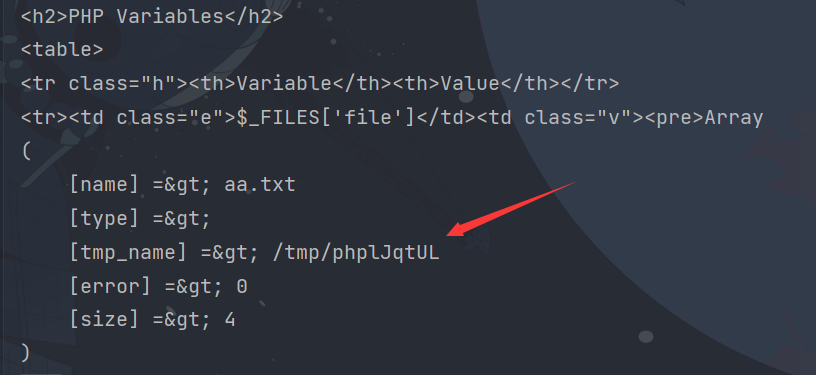 <h2>PHP Variables</h2>
<table>
<tr class="h"><th>Variable</th><th>Value</th></tr>
<tr><td class="e">$_FILES['file']</td><td class="v"><pre>Array
(
[name] =&gt; aa.txt
[type] =&gt;
[tmp_name] =&gt; /tmp/phplJqtUL
[error] =&gt; 0
[size] =&gt; 4
)